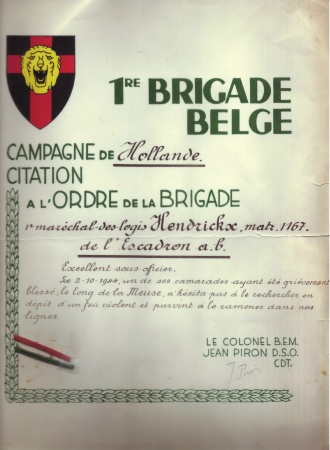 1RE BRIGADE
BELGE
CAMPAGNE DE Hollande.
CITATION
A L'ORDRE DE LA BRIGADE
1r maréchal-des-logis Hendrickx, matr. 1167.
de l'Escadron a.b.
Excellent sous officier.
Le 2-10-1944, un de ses camarades ayant été grièvement
blessé, le long de la Meuse, n'hésita pas à le rechercher en
dépit d'un feu violent et parvint à le ramener dans nos
lignes.
LE COLONEL B.E.M.
JEAN PIRON D.S.O.
CDT.
J Piron